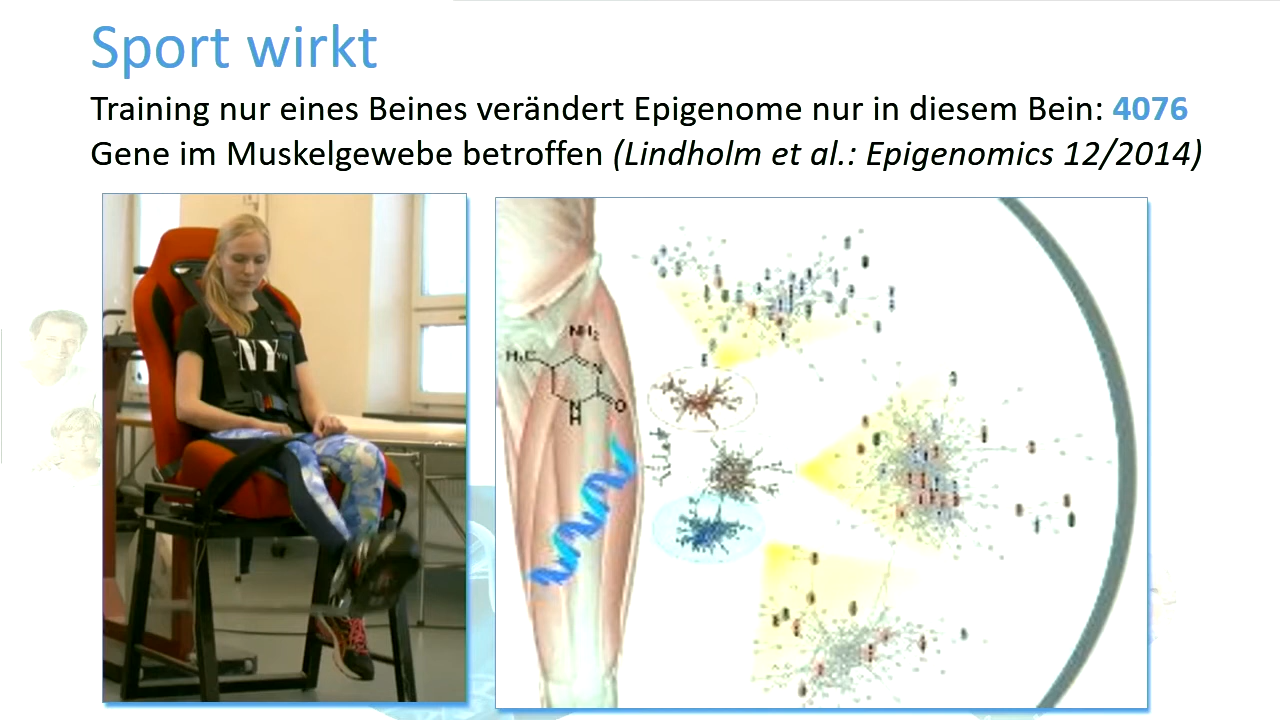 Sport wirkt
Training nur eines Beines verändert Epigenome nur in diesem Bein: 4076
Gene im Muskelgewebe betroffen (Lindholm et al.: Epigenomics 12/2014)
NY
NH₂
H₃C
N
O
N
H